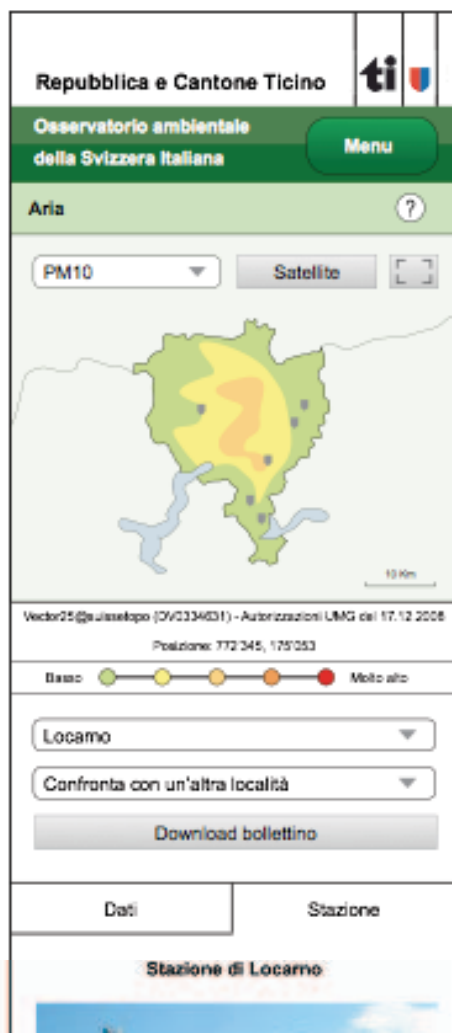 Repubblica e Cantone Ticino
ti
Osservatorio ambientale
della Svizzera Italiana
Menu
Aria
?
PM10
Satellite
10 Km
Vector25@suissetopo (DV0334631) - Autorizzazioni UMG del 17.12.2008
Posizione: 772'345, 175'053
Basso
Molto alto
Locarno
Confronta con un'altra località
Download bollettino
Dati
Stazione
Stazione di Locarno